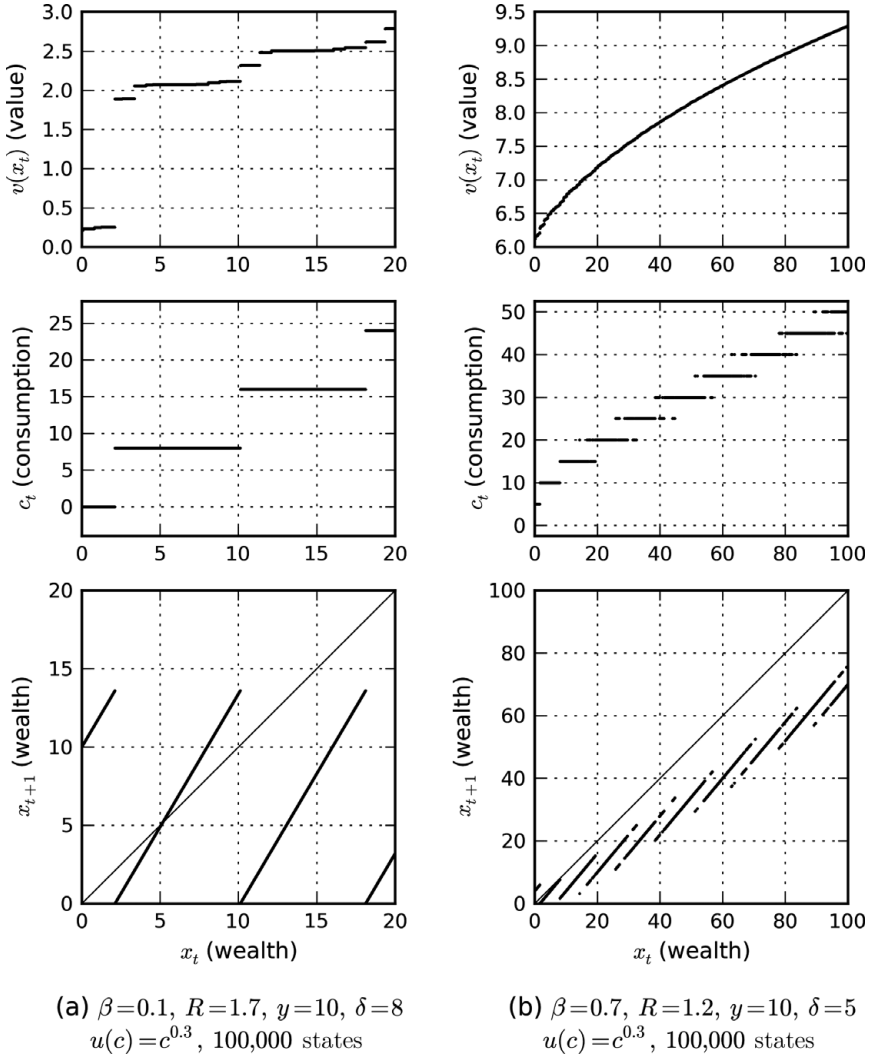 3.0
2.5
2.0
1.5
1.0
0.5
0.0
v(x_t) (value)
0 5 10 15 20
9.5
9.0
8.5
8.0
7.5
7.0
6.5
6.0
v(x_t) (value)
0 20 40 60 80 100
25
20
15
10
5
0
c_t (consumption)
0 5 10 15 20
50
40
30
20
10
0
c_t (consumption)
0 20 40 60 80 100
20
15
10
5
0
x_{t+1} (wealth)
0 5 10 15 20
x_t (wealth)
100
80
60
40
20
0
x_{t+1} (wealth)
0 20 40 60 80 100
x_t (wealth)
(a) β=0.1, R=1.7, y=10, δ=8
u(c)=c^{0.3}, 100,000 states
(b) β=0.7, R=1.2, y=10, δ=5
u(c)=c^{0.3}, 100,000 states